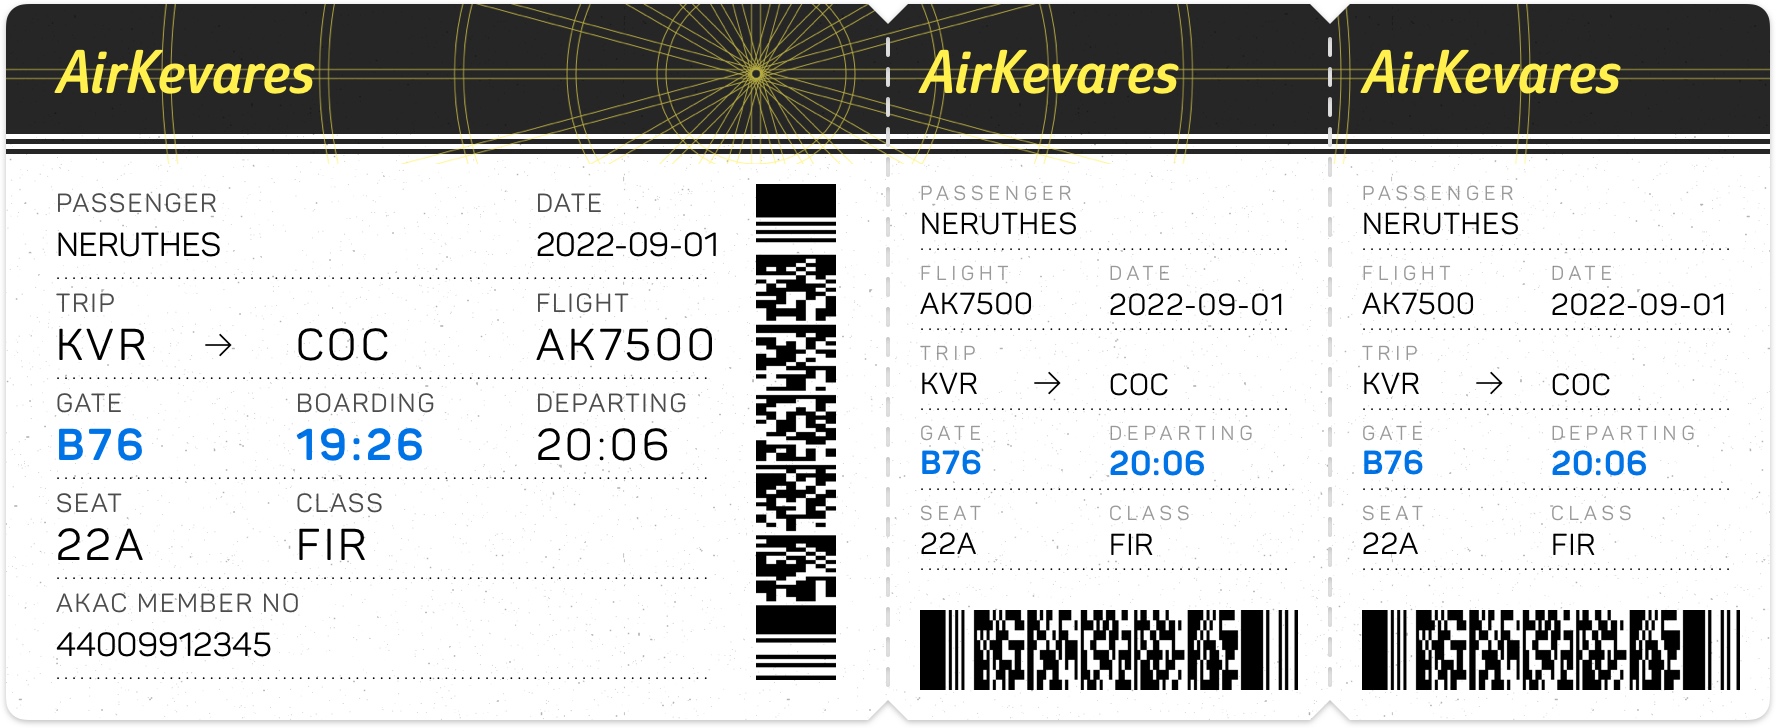 AirKevares
PASSENGER DATE
NERUTHES 2022-09-01
TRIP FLIGHT
KVR → COC AK7500
GATE BOARDING DEPARTING
B76 19:26 20:06
SEAT CLASS
22A FIR
AKAC MEMBER NO
44009912345
AirKevares
PASSENGER
NERUTHES
FLIGHT DATE
AK7500 2022-09-01
TRIP
KVR → COC
GATE DEPARTING
B76 20:06
SEAT CLASS
22A FIR
AirKevares
PASSENGER
NERUTHES
FLIGHT DATE
AK7500 2022-09-01
TRIP
KVR → COC
GATE DEPARTING
B76 20:06
SEAT CLASS
22A FIR